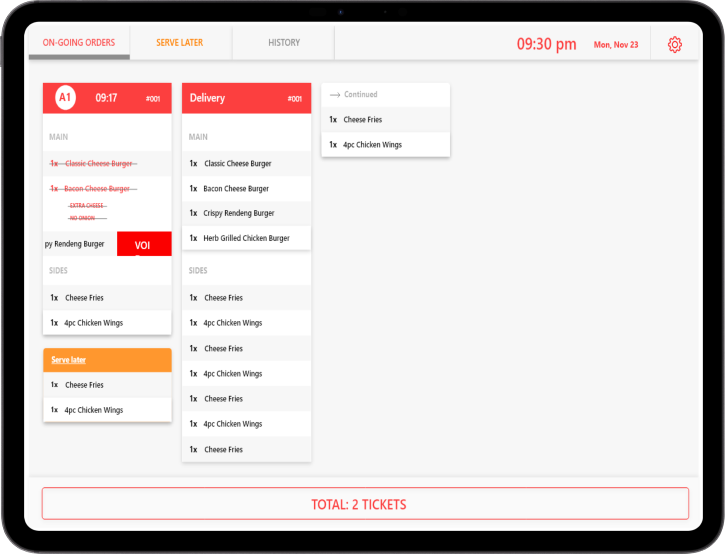 ON-GOING ORDERS
SERVE LATER
HISTORY
09:30 pm
Mon, Nov 23
A1
09:17
#001
MAIN
1x Classic Cheese Burger
1x Bacon Cheese Burger
EXTRA CHEESE
NO ONION
py Rendeng Burger
VOI
SIDES
1x Cheese Fries
1x 4pc Chicken Wings
Serve later
1x Cheese Fries
1x 4pc Chicken Wings
Delivery
#001
MAIN
1x Classic Cheese Burger
1x Bacon Cheese Burger
1x Crispy Rendeng Burger
1x Herb Grilled Chicken Burger
SIDES
1x Cheese Fries
1x 4pc Chicken Wings
1x Cheese Fries
1x 4pc Chicken Wings
1x Cheese Fries
1x 4pc Chicken Wings
1x Cheese Fries
Continued
1x Cheese Fries
1x 4pc Chicken Wings
TOTAL: 2 TICKETS